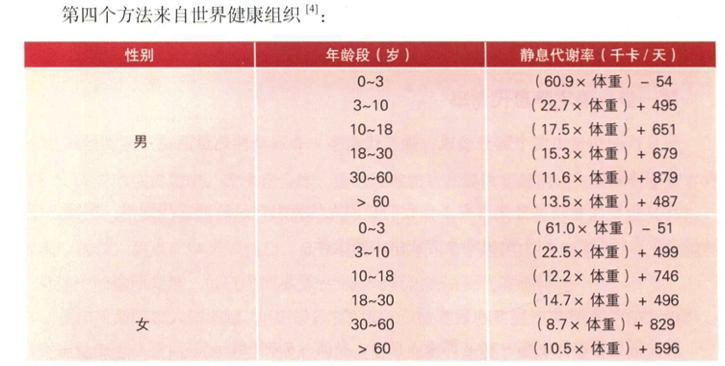 第四个方法来自世界健康组织[4]：
性别 年龄段（岁） 静息代谢率（千卡/天）
0~3 （60.9× 体重）- 54
3~10 （22.7× 体重）+ 495
10~18 （17.5× 体重）+ 651
男 18~30 （15.3× 体重）+ 679
30~60 （11.6× 体重）+ 879
> 60 （13.5× 体重）+ 487
0~3 （61.0× 体重）- 51
3~10 （22.5× 体重）+ 499
10~18 （12.2× 体重）+ 746
18~30 （14.7× 体重）+ 496
女 30~60 （8.7× 体重）+ 829
> 60 （10.5× 体重）+ 596